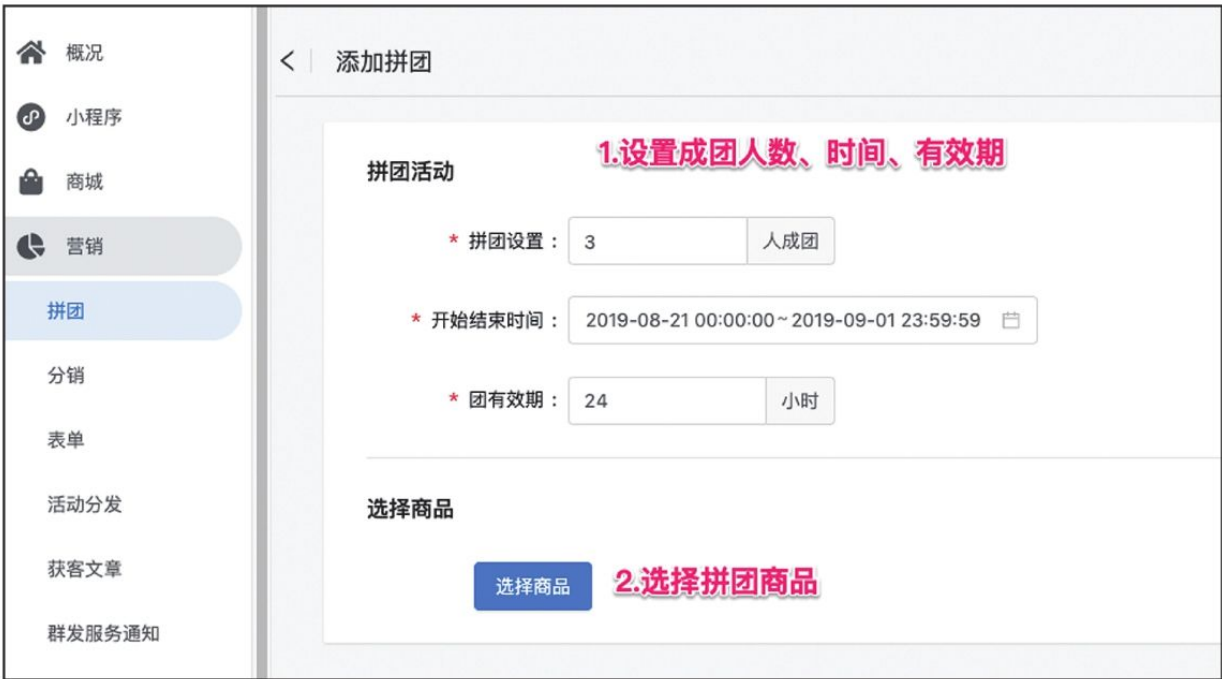 概况
小程序
商城
营销
拼团
分销
表单
活动分发
获客文章
群发服务通知
< 添加拼团
1.设置成团人数、时间、有效期
拼团活动
* 拼团设置： 3 人成团
* 开始结束时间： 2019-08-21 00:00:00 ~ 2019-09-01 23:59:59
* 团有效期： 24 小时
选择商品
选择商品 2.选择拼团商品